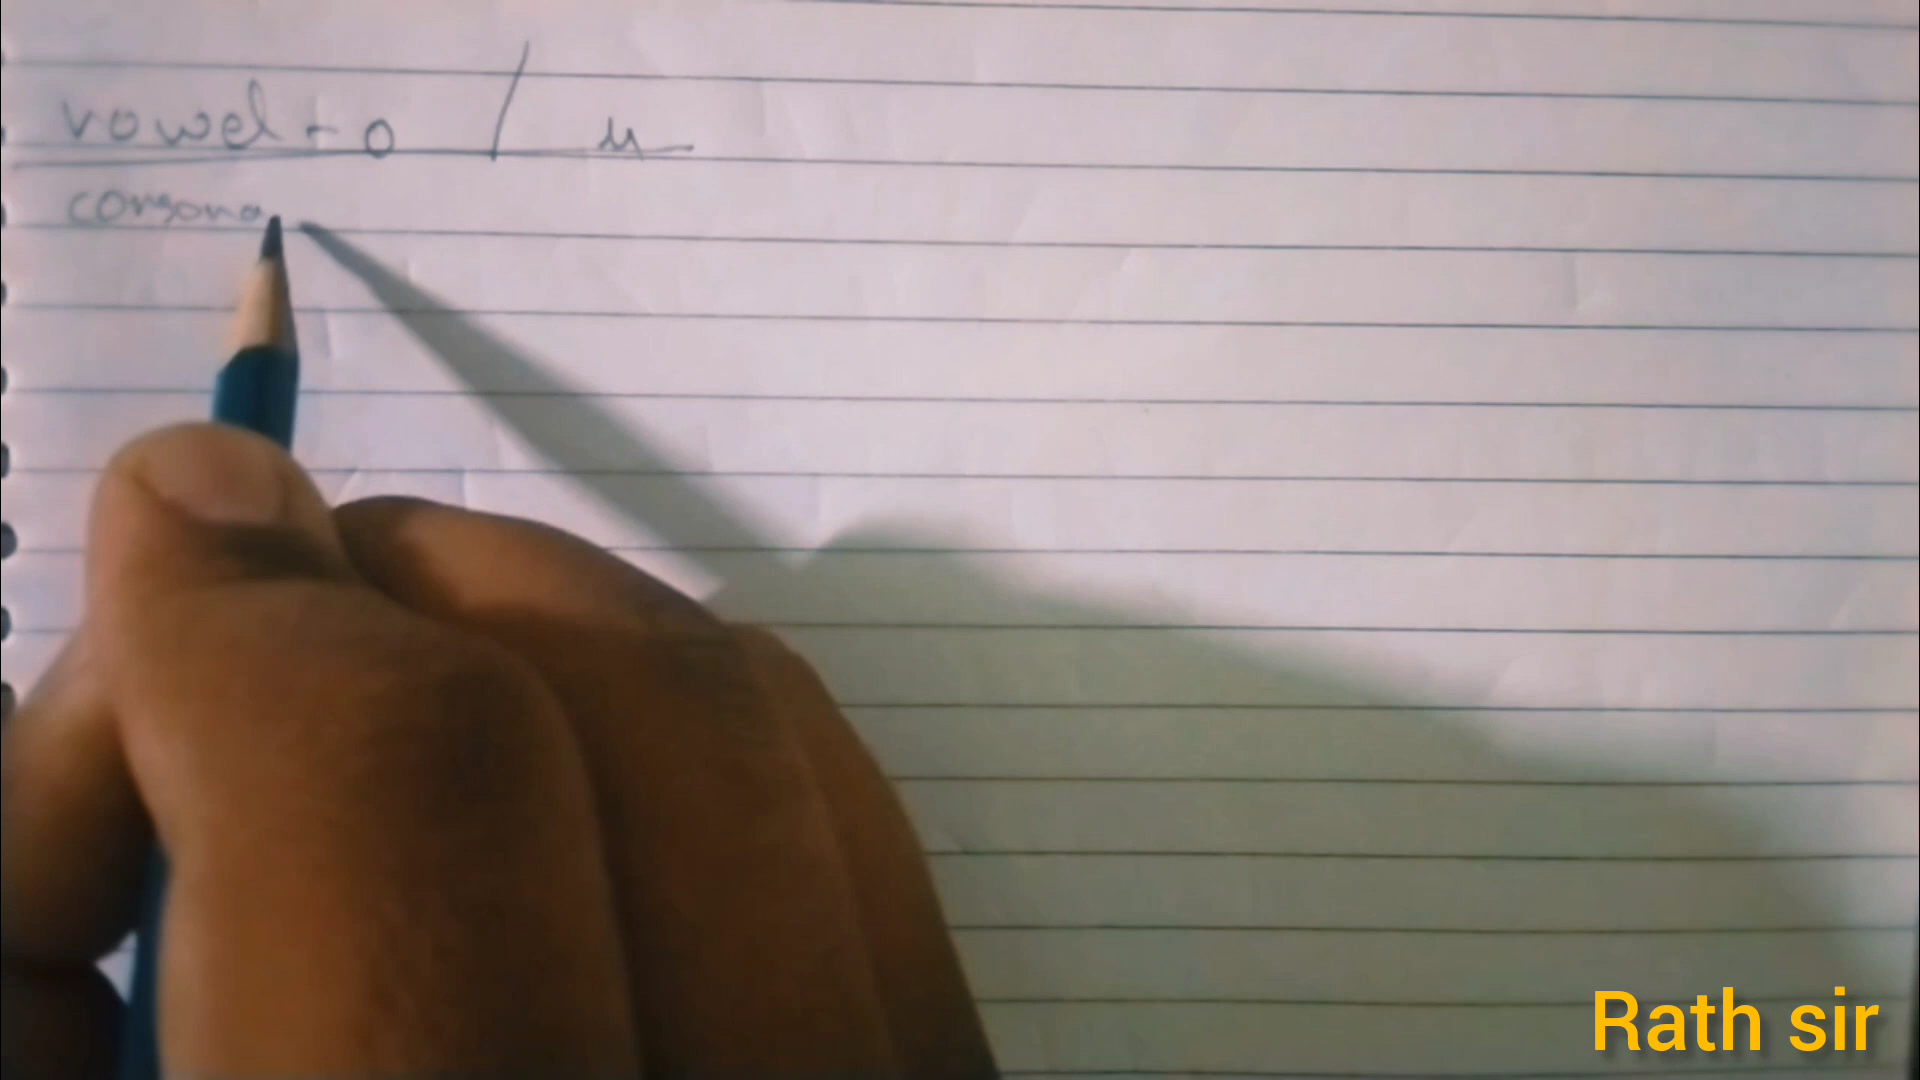 vowel - o / u
consona
Rath sir